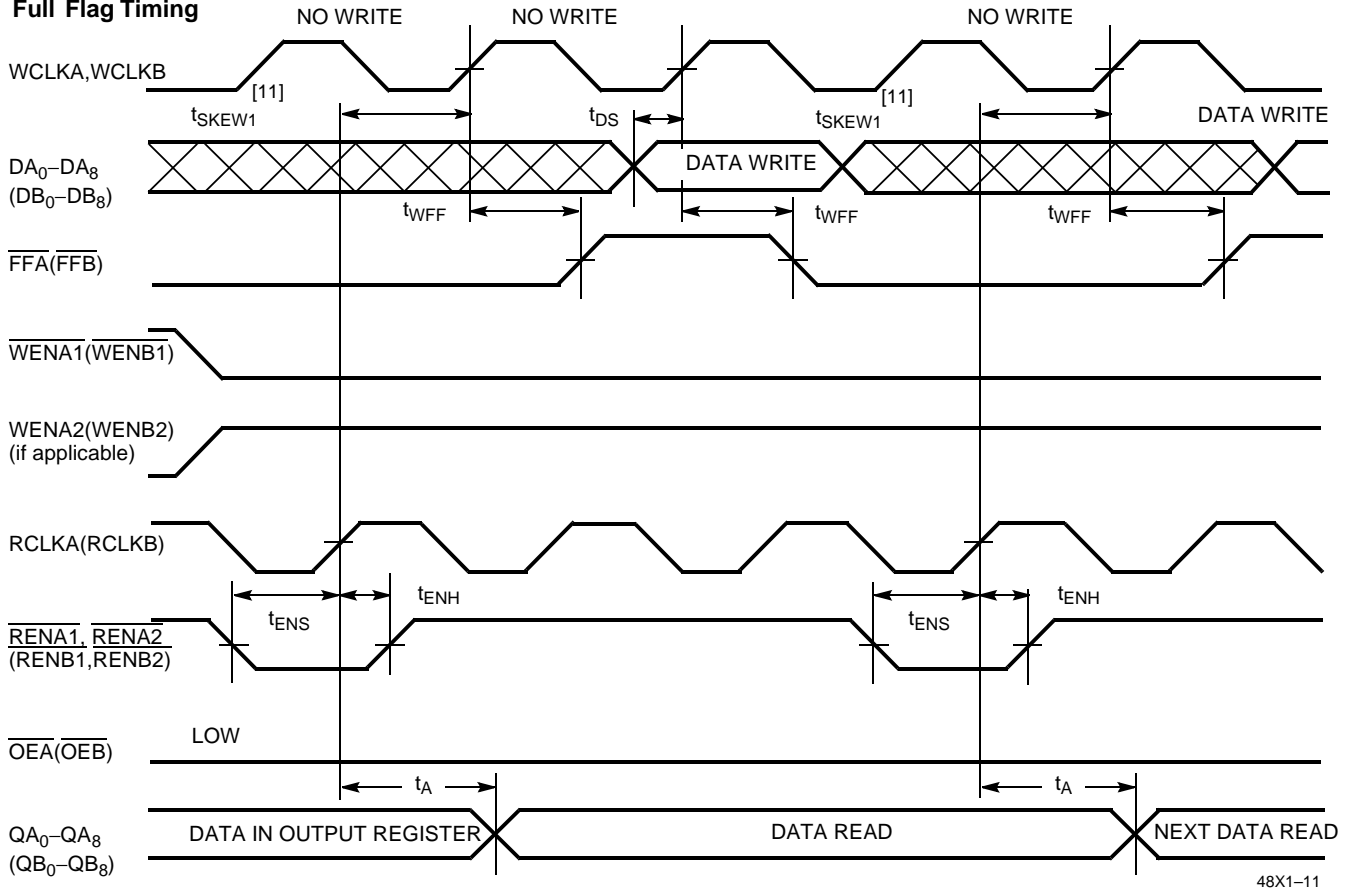 Full Flag Timing
NO WRITE
NO WRITE
NO WRITE
WCLKA,WCLKB
[11]
[11]
tSKEW1
tDS
tSKEW1
DATA WRITE
DA0–DA8
(DB0–DB8)
DATA WRITE
tWFF
tWFF
tWFF
FFA(FFB)
WENA1(WENB1)
WENA2(WENB2)
(if applicable)
RCLKA(RCLKB)
tENS
tENH
tENS
tENH
RENA1, RENA2
(RENB1,RENB2)
LOW
OEA(OEB)
tA
tA
QA0–QA8
(QB0–QB8)
DATA IN OUTPUT REGISTER
DATA READ
NEXT DATA READ
48X1–11